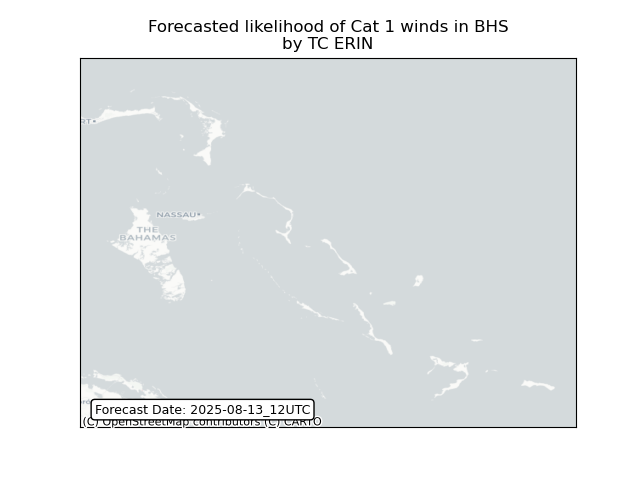 Forecasted likelihood of Cat 1 winds in BHS
by TC ERIN
RT
NASSAU
THE
BAHAMAS
Forecast Date: 2025-08-13_12UTC
(C) OpenStreetMap contributors (C) CARTO